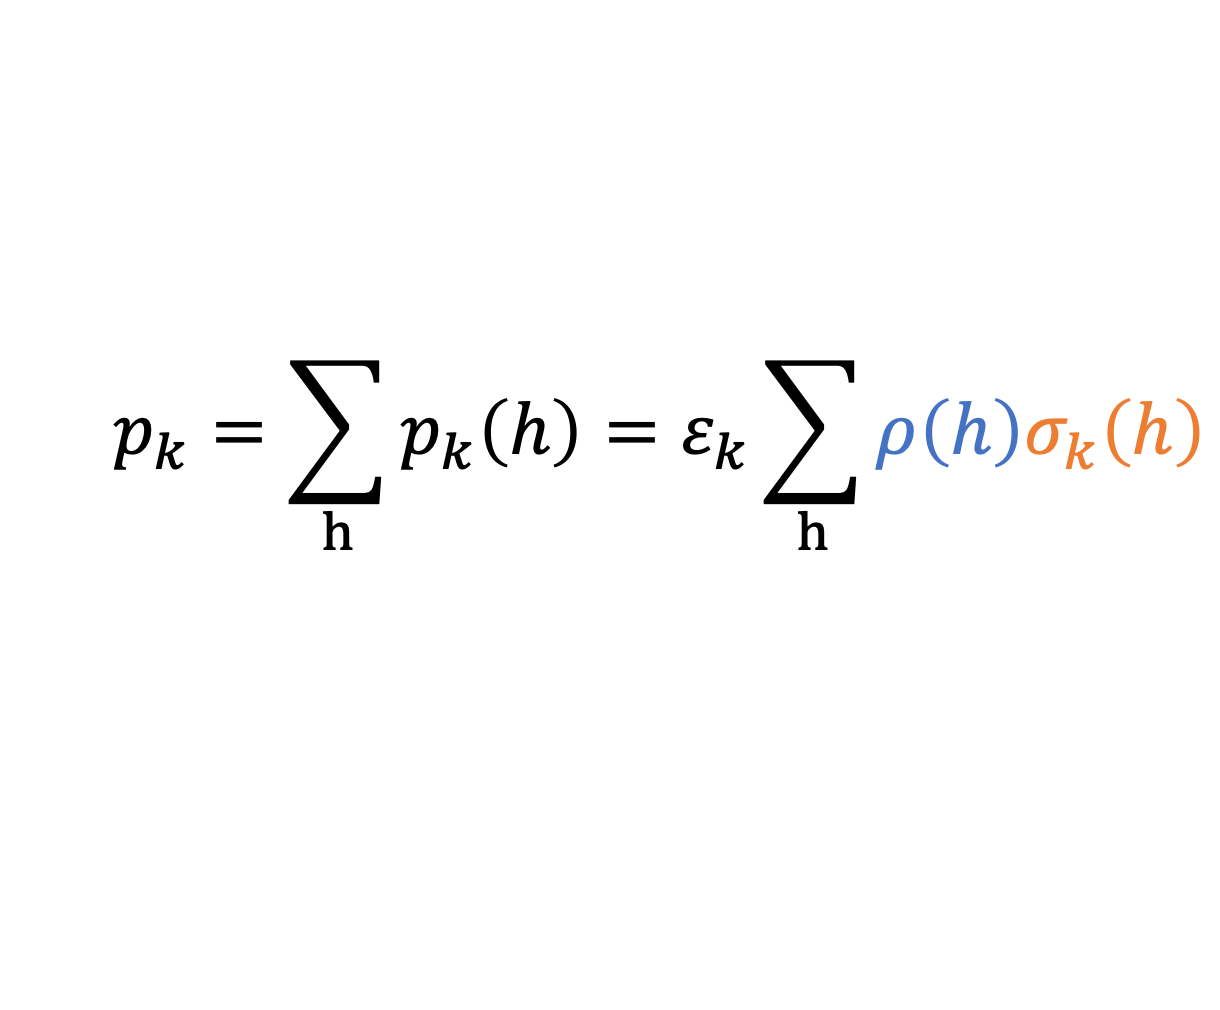 p_k = ∑_h p_k(h) = ε_k ∑_h ρ(h)σ_k(h)